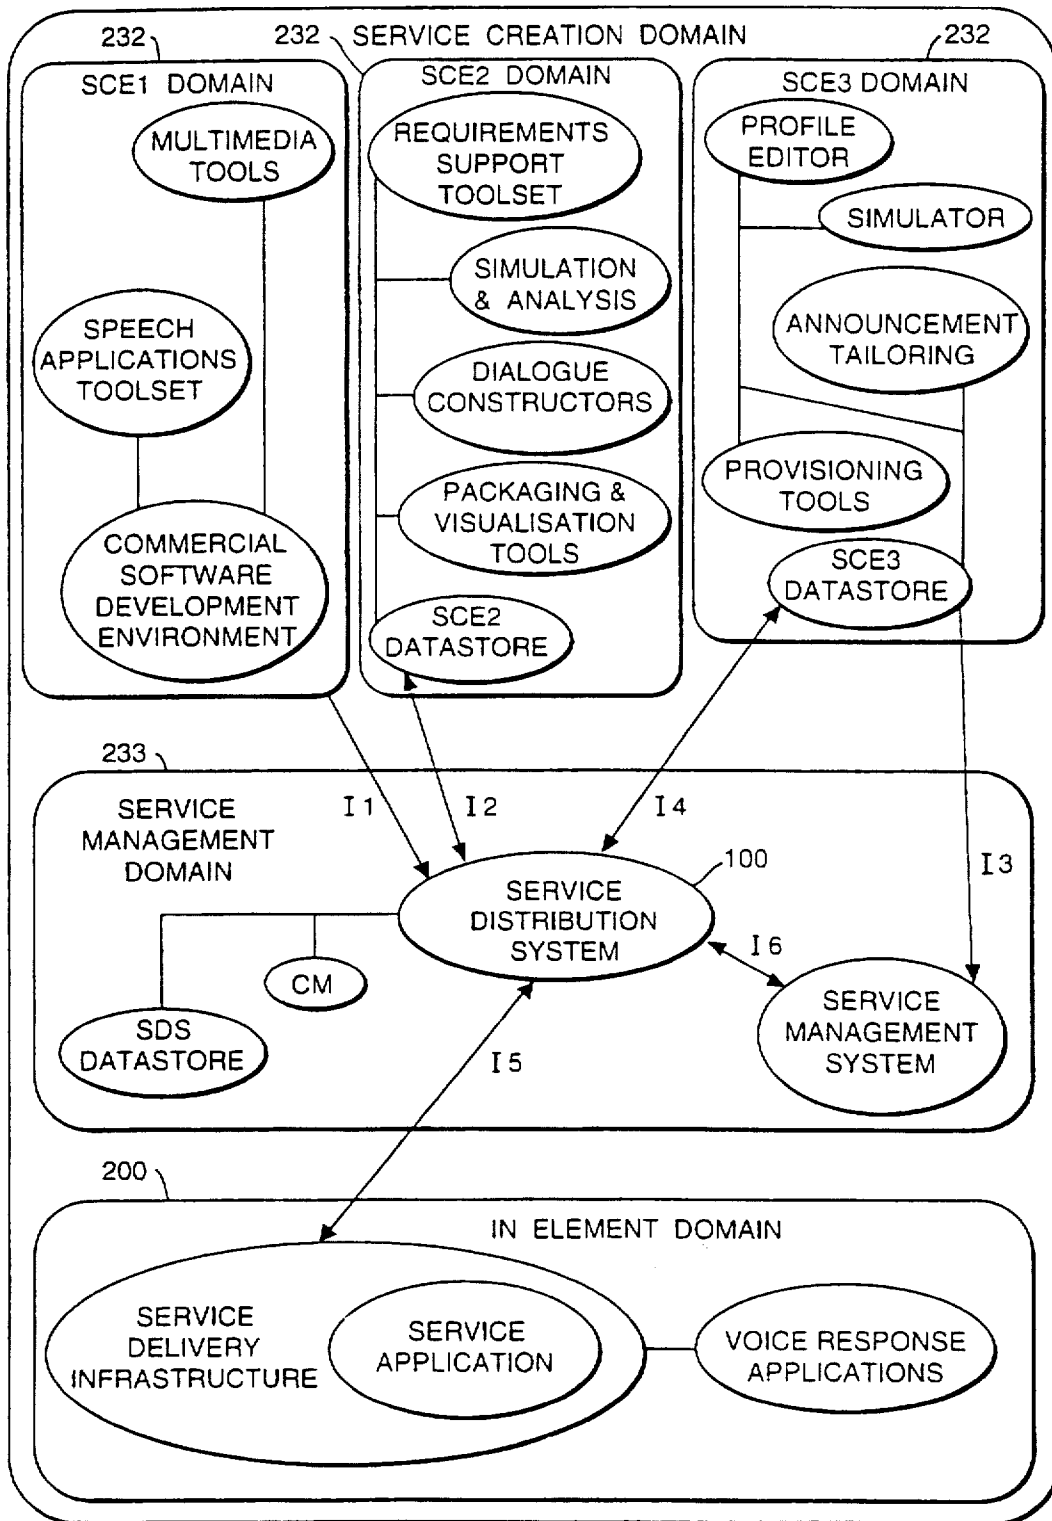 232
232
SERVICE CREATION DOMAIN
232
SCE1 DOMAIN
MULTIMEDIA
TOOLS
SPEECH
APPLICATIONS
TOOLSET
COMMERCIAL
SOFTWARE
DEVELOPMENT
ENVIRONMENT
SCE2 DOMAIN
REQUIREMENTS
SUPPORT
TOOLSET
SIMULATION
& ANALYSIS
DIALOGUE
CONSTRUCTORS
PACKAGING &
VISUALISATION
TOOLS
SCE2
DATASTORE
SCE3 DOMAIN
PROFILE
EDITOR
SIMULATOR
ANNOUNCEMENT
TAILORING
PROVISIONING
TOOLS
SCE3
DATASTORE
233
SERVICE
MANAGEMENT
DOMAIN
I1
I2
I4
I3
100
SERVICE
DISTRIBUTION
SYSTEM
I6
CM
SDS
DATASTORE
SERVICE
MANAGEMENT
SYSTEM
I5
200
IN ELEMENT DOMAIN
SERVICE
DELIVERY
INFRASTRUCTURE
SERVICE
APPLICATION
VOICE RESPONSE
APPLICATIONS